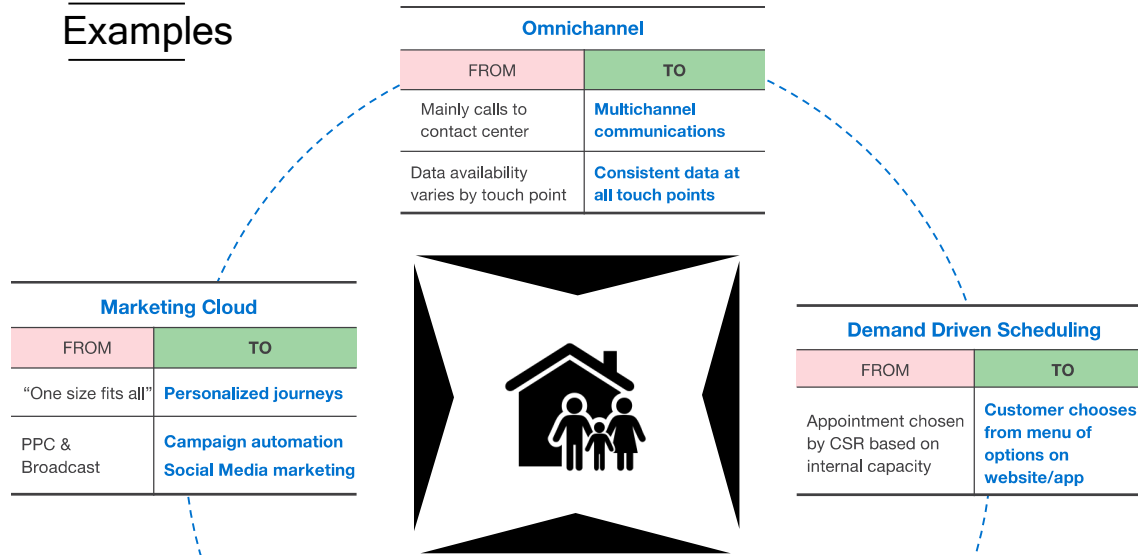 Examples
Omnichannel
FROM TO
Mainly calls to
contact center
Multichannel
communications
Data availability
varies by touch point
Consistent data at
all touch points
Marketing Cloud
FROM TO
“One size fits all” Personalized journeys
PPC &
Broadcast
Campaign automation
Social Media marketing
Demand Driven Scheduling
FROM TO
Appointment chosen
by CSR based on
internal capacity
Customer chooses
from menu of
options on
website/app